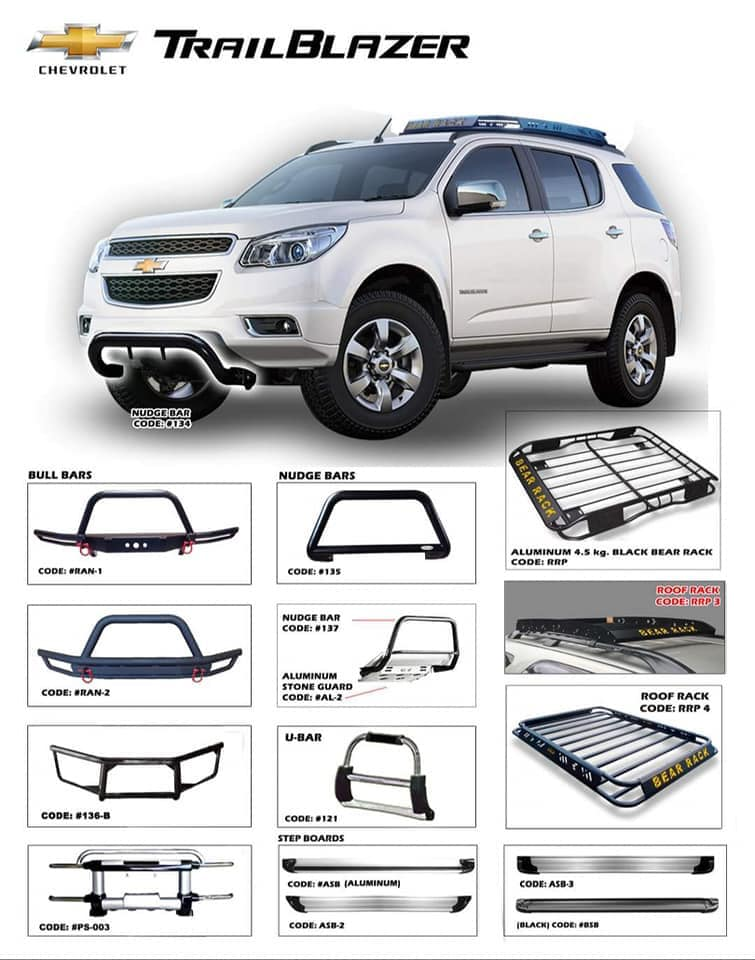 CHEVROLET
TRAILBLAZER
BEAR RACK
TRAILBLAZER
NUDGE BAR
CODE: #134
BEAR RACK
ALUMINUM 4.5 kg. BLACK BEAR RACK
CODE: RRP
BULL BARS
CODE: #RAN-1
NUDGE BARS
CODE: #135
ROOF RACK
CODE: RRP 3
BEAR RACK
CODE: #RAN-2
NUDGE BAR
CODE: #137
ALUMINUM
STONE GUARD
CODE: #AL-2
ROOF RACK
CODE: RRP 4
BEAR RACK
CODE: #136-B
U-BAR
CODE: #121
CODE: #PS-003
STEP BOARDS
CODE: #ASB (ALUMINUM)
CODE: ASB-2
CODE: ASB-3
(BLACK) CODE: #BSB